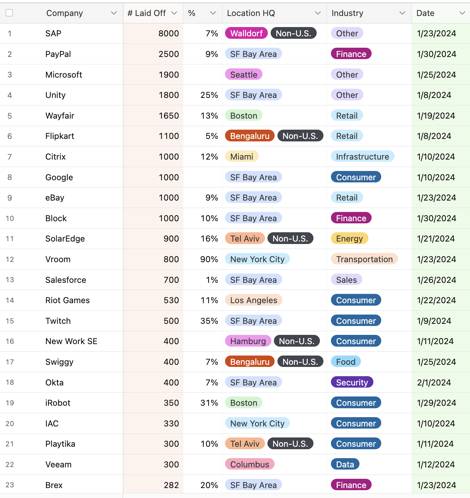 Company # Laid Off % Location HQ Industry Date
1 SAP 8000 7% Walldorf Non-U.S. Other 1/23/2024
2 PayPal 2500 9% SF Bay Area Finance 1/30/2024
3 Microsoft 1900 Seattle Other 1/25/2024
4 Unity 1800 25% SF Bay Area Other 1/8/2024
5 Wayfair 1650 13% Boston Retail 1/19/2024
6 Flipkart 1100 5% Bengaluru Non-U.S. Retail 1/8/2024
7 Citrix 1000 12% Miami Infrastructure 1/10/2024
8 Google 1000 SF Bay Area Consumer 1/10/2024
9 eBay 1000 9% SF Bay Area Retail 1/23/2024
10 Block 1000 10% SF Bay Area Finance 1/30/2024
11 SolarEdge 900 16% Tel Aviv Non-U.S. Energy 1/21/2024
12 Vroom 800 90% New York City Transportation 1/23/2024
13 Salesforce 700 1% SF Bay Area Sales 1/26/2024
14 Riot Games 530 11% Los Angeles Consumer 1/22/2024
15 Twitch 500 35% SF Bay Area Consumer 1/9/2024
16 New Work SE 400 Hamburg Non-U.S. Consumer 1/11/2024
17 Swiggy 400 7% Bengaluru Non-U.S. Food 1/25/2024
18 Okta 400 7% SF Bay Area Security 2/1/2024
19 iRobot 350 31% Boston Consumer 1/29/2024
20 IAC 330 New York City Consumer 1/10/2024
21 Playtika 300 10% Tel Aviv Non-U.S. Consumer 1/11/2024
22 Veeam 300 Columbus Data 1/12/2024
23 Brex 282 20% SF Bay Area Finance 1/23/2024